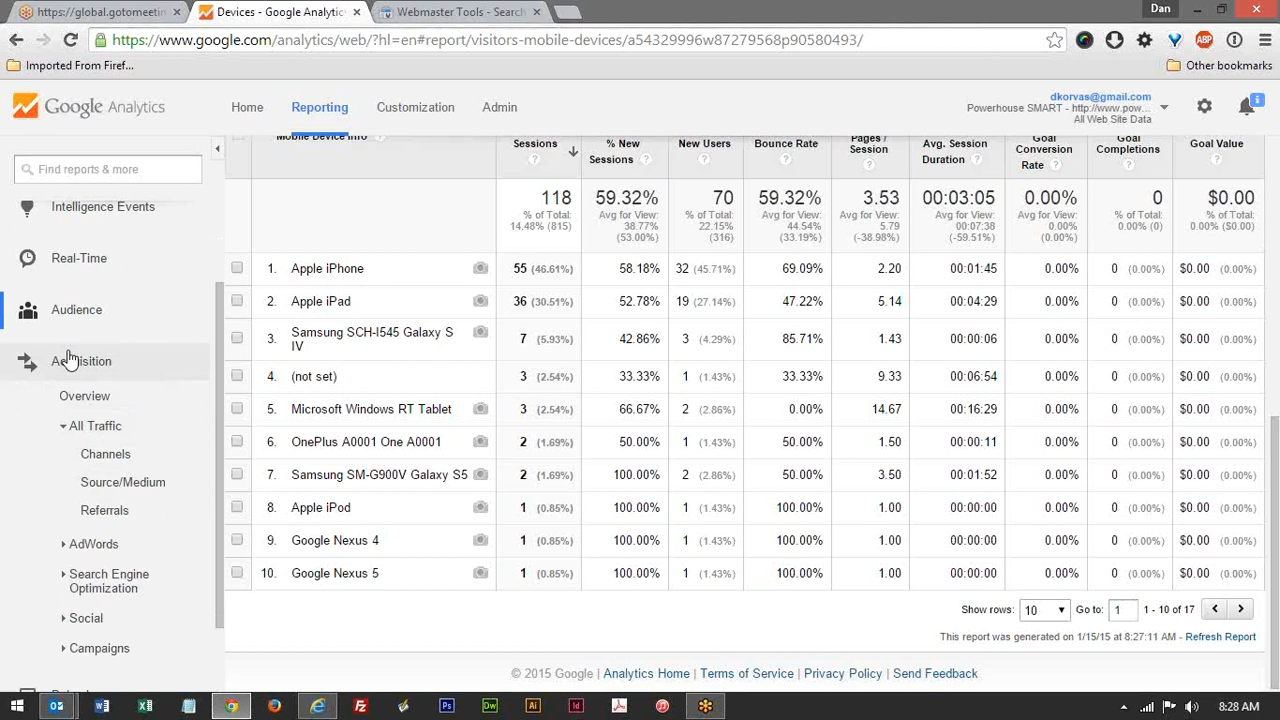 https://global.gotomeetin
Devices - Google Analytics
Webmaster Tools - Search
Dan
https://www.google.com/analytics/web/?hl=en#report/visitors-mobile-devices/a54329996w87279568p90580493/
ABP
Imported From Firef...
Other bookmarks
Google Analytics
Home
Reporting
Customization
Admin
dkorvas@gmail.com
Powerhouse SMART - http://www.pow...
All Web Site Data
Find reports & more
Intelligence Events
Real-Time
Audience
Acquisition
Overview
All Traffic
Channels
Source/Medium
Referrals
AdWords
Search Engine
Optimization
Social
Campaigns
Mobile Device Info
Sessions
% New
Sessions
New Users
Bounce Rate
Pages /
Session
Avg. Session
Duration
Goal
Conversion
Rate
Goal
Completions
Goal Value
118
% of Total:
14.48% (815)
59.32%
Avg for View:
38.77%
(53.00%)
70
% of Total:
22.15%
(316)
59.32%
Avg for View:
44.54%
(33.19%)
3.53
Avg for View:
5.79
(-38.98%)
00:03:05
Avg for View:
00:07:38
(-59.51%)
0.00%
Avg for View:
0.00%
(0.00%)
0
% of Total:
0.00% (0)
$0.00
% of Total:
0.00% ($0.00)
1. Apple iPhone 55 (46.61%) 58.18% 32 (45.71%) 69.09% 2.20 00:01:45 0.00% 0 (0.00%) $0.00 (0.00%)
2. Apple iPad 36 (30.51%) 52.78% 19 (27.14%) 47.22% 5.14 00:04:29 0.00% 0 (0.00%) $0.00 (0.00%)
3. Samsung SCH-I545 Galaxy S
IV 7 (5.93%) 42.86% 3 (4.29%) 85.71% 1.43 00:00:06 0.00% 0 (0.00%) $0.00 (0.00%)
4. (not set) 3 (2.54%) 33.33% 1 (1.43%) 33.33% 9.33 00:06:54 0.00% 0 (0.00%) $0.00 (0.00%)
5. Microsoft Windows RT Tablet 3 (2.54%) 66.67% 2 (2.86%) 0.00% 14.67 00:16:29 0.00% 0 (0.00%) $0.00 (0.00%)
6. OnePlus A0001 One A0001 2 (1.69%) 50.00% 1 (1.43%) 50.00% 1.50 00:00:11 0.00% 0 (0.00%) $0.00 (0.00%)
7. Samsung SM-G900V Galaxy S5 2 (1.69%) 100.00% 2 (2.86%) 50.00% 3.50 00:01:52 0.00% 0 (0.00%) $0.00 (0.00%)
8. Apple iPod 1 (0.85%) 100.00% 1 (1.43%) 100.00% 1.00 00:00:00 0.00% 0 (0.00%) $0.00 (0.00%)
9. Google Nexus 4 1 (0.85%) 100.00% 1 (1.43%) 100.00% 1.00 00:00:00 0.00% 0 (0.00%) $0.00 (0.00%)
10. Google Nexus 5 1 (0.85%) 100.00% 1 (1.43%) 100.00% 1.00 00:00:00 0.00% 0 (0.00%) $0.00 (0.00%)
Show rows: 10 Go to: 1 1 - 10 of 17
This report was generated on 1/15/15 at 8:27:11 AM - Refresh Report
© 2015 Google | Analytics Home | Terms of Service | Privacy Policy | Send Feedback
8:28 AM